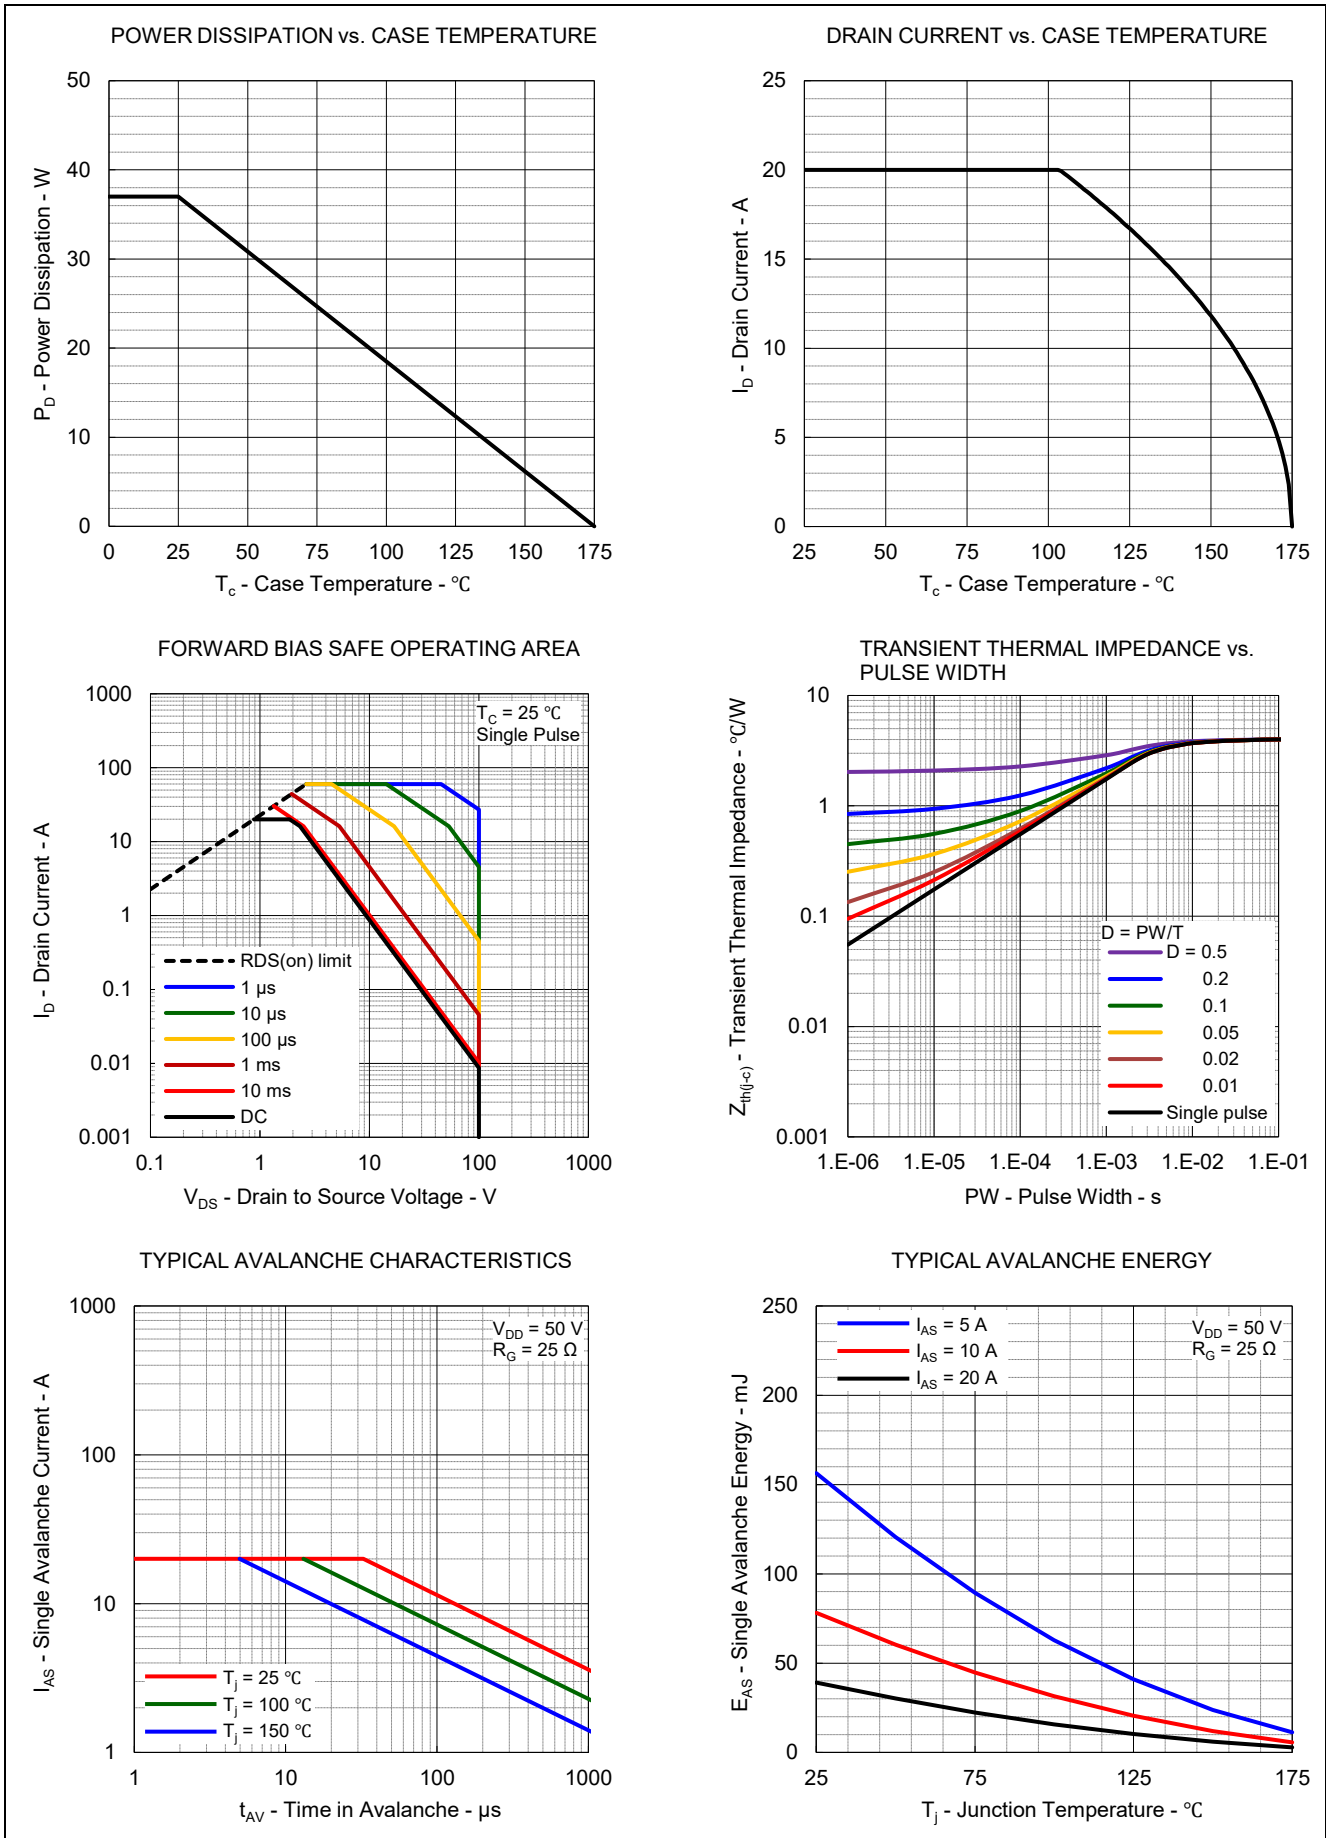 POWER DISSIPATION vs. CASE TEMPERATURE
50
40
30
20
10
0
P_D - Power Dissipation - W
0 25 50 75 100 125 150 175
T_c - Case Temperature - ℃
DRAIN CURRENT vs. CASE TEMPERATURE
25
20
15
10
5
0
I_D - Drain Current - A
25 50 75 100 125 150 175
T_c - Case Temperature - ℃
FORWARD BIAS SAFE OPERATING AREA
1000
100
10
1
0.1
0.01
0.001
I_D - Drain Current - A
T_C = 25 ℃
Single Pulse
RDS(on) limit
1 µs
10 µs
100 µs
1 ms
10 ms
DC
0.1 1 10 100 1000
V_DS - Drain to Source Voltage - V
TRANSIENT THERMAL IMPEDANCE vs.
PULSE WIDTH
10
1
0.1
0.01
0.001
Z_th(j-c) - Transient Thermal Impedance - ℃/W
D = PW/T
D = 0.5
0.2
0.1
0.05
0.02
0.01
Single pulse
1.E-06 1.E-05 1.E-04 1.E-03 1.E-02 1.E-01
PW - Pulse Width - s
TYPICAL AVALANCHE CHARACTERISTICS
1000
100
10
1
I_AS - Single Avalanche Current - A
V_DD = 50 V
R_G = 25 Ω
T_j = 25 ℃
T_j = 100 ℃
T_j = 150 ℃
1 10 100 1000
t_AV - Time in Avalanche - µs
TYPICAL AVALANCHE ENERGY
250
200
150
100
50
0
E_AS - Single Avalanche Energy - mJ
I_AS = 5 A
I_AS = 10 A
I_AS = 20 A
V_DD = 50 V
R_G = 25 Ω
25 75 125 175
T_j - Junction Temperature - ℃